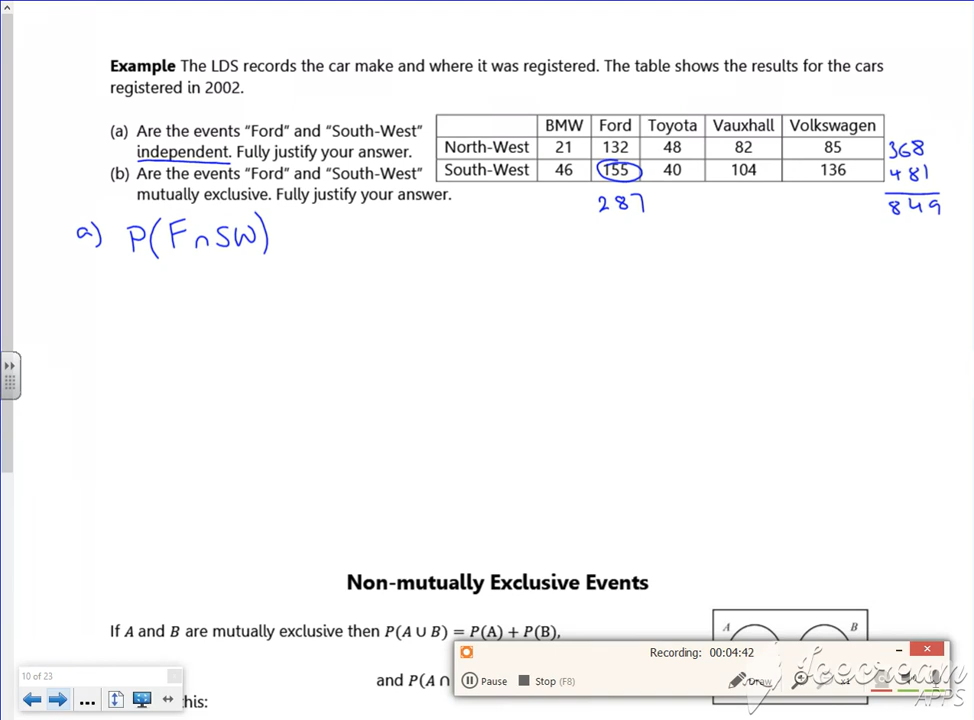 Example The LDS records the car make and where it was registered. The table shows the results for the cars
registered in 2002.
(a) Are the events "Ford" and "South-West"
independent. Fully justify your answer.
(b) Are the events "Ford" and "South-West"
mutually exclusive. Fully justify your answer.
BMW Ford Toyota Vauxhall Volkswagen
North-West 21 132 48 82 85 368
South-West 46 155 40 104 136 481
287 849
a) P(F∩SW)
Non-mutually Exclusive Events
If A and B are mutually exclusive then P(A ∪ B) = P(A) + P(B),
A B
and P(A ∩
this:
Recording: 00:04:42
Pause Stop (F8) Draw x1
10 of 23
Icecream
APPS